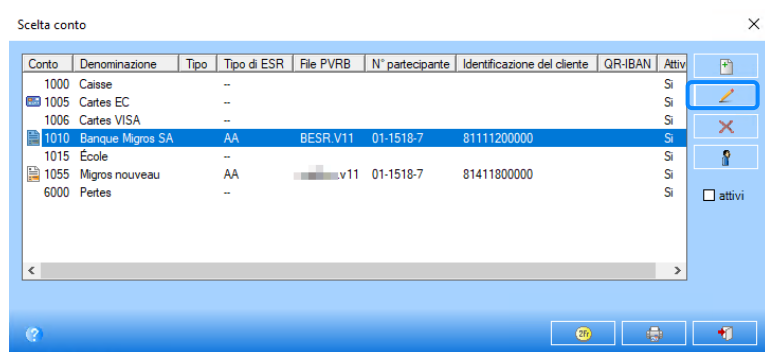 Scelta conto
Conto Denominazione Tipo Tipo di ESR File PVRB N° partecipante Identificazione del cliente QR-IBAN Attiv
1000 Caisse -- Si
1005 Cartes EC Si
1006 Cartes VISA -- Si
1010 Banque Migros SA AA BESR.V11 01-1518-7 81111200000 Si
1015 École -- Si
1055 Migros nouveau AA .v11 01-1518-7 81411800000 Si
6000 Pertes -- Si
attivi
2Fr